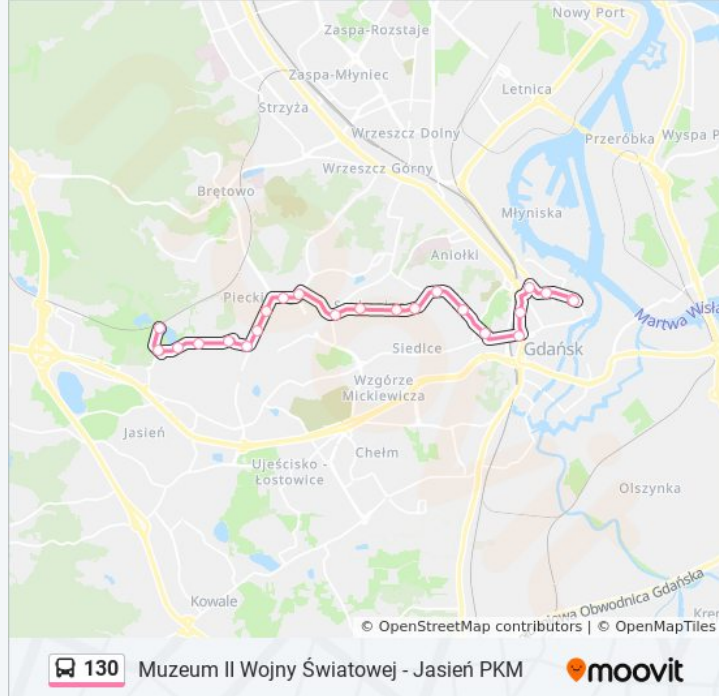 Nowy Port
Zaspa-Rozstaje
Zaspa-Młyniec
Letnica
Strzyża
Wrzeszcz Dolny
Przeróbka
Wyspa P
Wrzeszcz Górny
Brętowo
Młyniska
Aniołki
Piecki
Martwa Wisła
Siedlce
Gdańsk
Wzgórze
Mickiewicza
Jasień
Chełm
Ujeścisko -
Łostowice
Olszynka
Kowale
wa Obwodnica Gdańska
© OpenStreetMap contributors | © OpenMapTiles
130 Muzeum II Wojny Światowej - Jasień PKM moovit